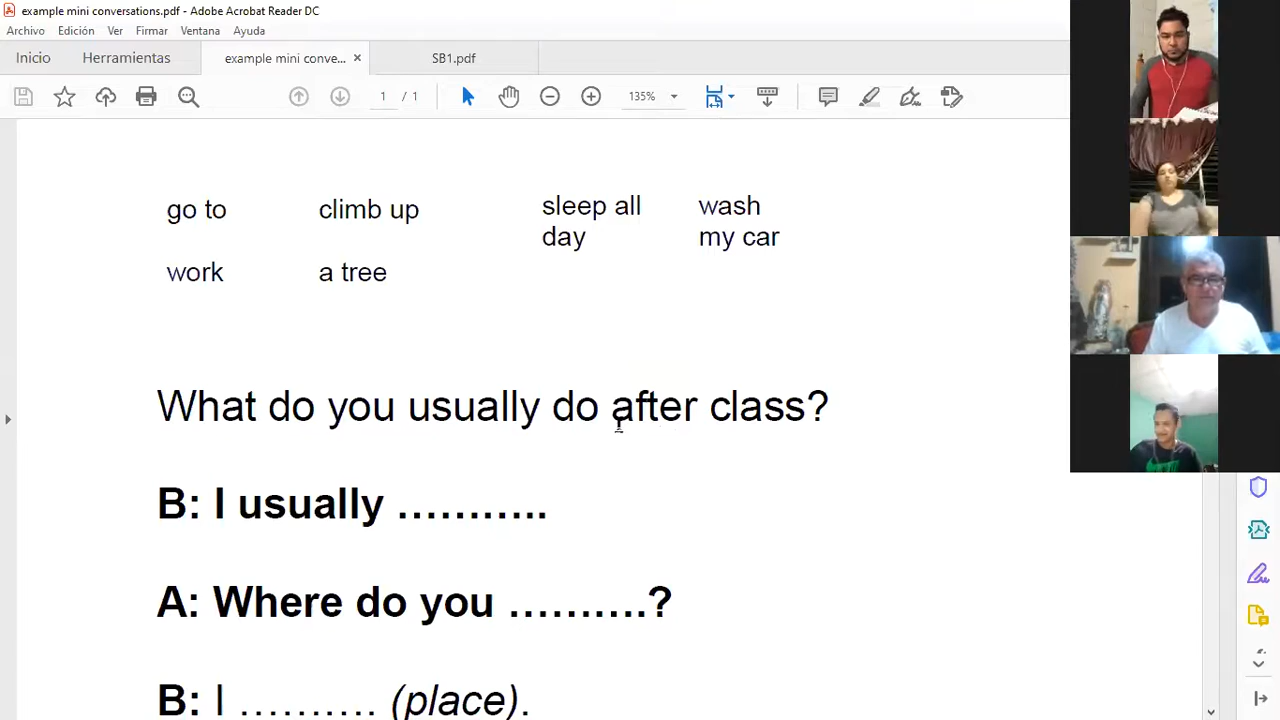 example mini conversations.pdf - Adobe Acrobat Reader DC
Archivo Edición Ver Firmar Ventana Ayuda
Inicio Herramientas example mini conve... × SB1.pdf
1 / 1 135%
go to climb up sleep all wash
day my car
work a tree
What do you usually do after class?
B: I usually ………..
A: Where do you ……….?
B: I ………. (place).